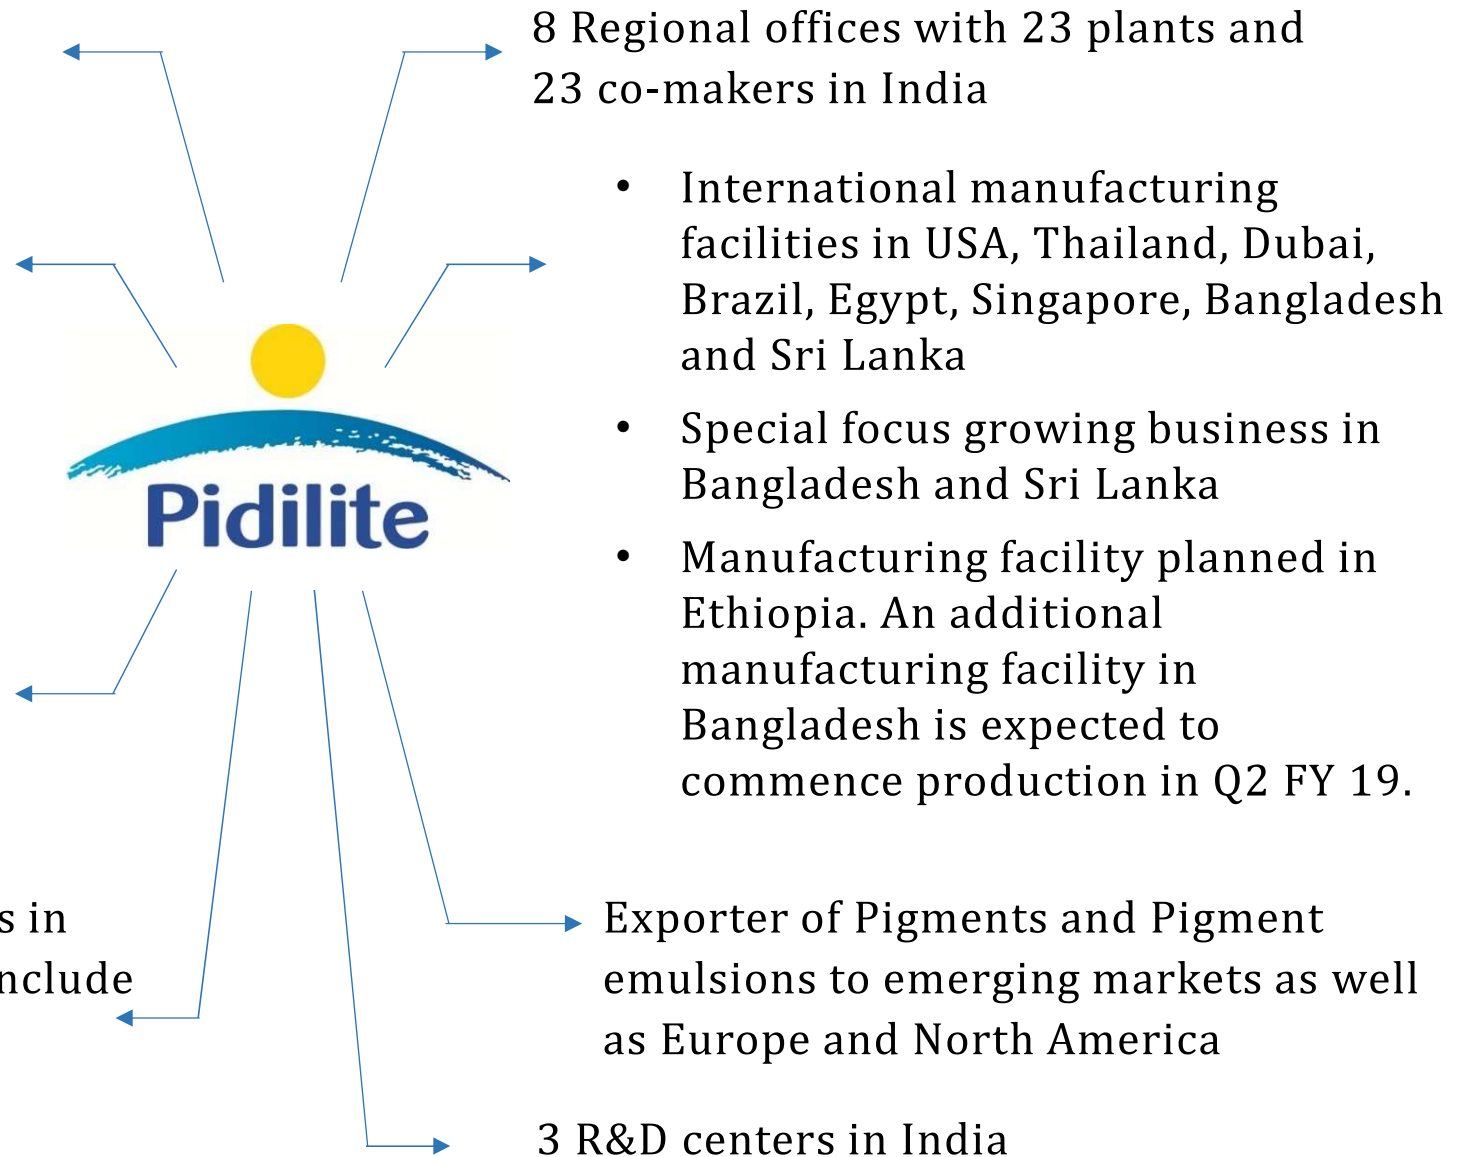 8 Regional offices with 23 plants and
23 co-makers in India
• International manufacturing
facilities in USA, Thailand, Dubai,
Brazil, Egypt, Singapore, Bangladesh
and Sri Lanka
• Special focus growing business in
Bangladesh and Sri Lanka
• Manufacturing facility planned in
Ethiopia. An additional
manufacturing facility in
Bangladesh is expected to
commence production in Q2 FY 19.
Pidilite
in
Exporter of Pigments and Pigment
emulsions to emerging markets as well
as Europe and North America
3 R&D centers in India